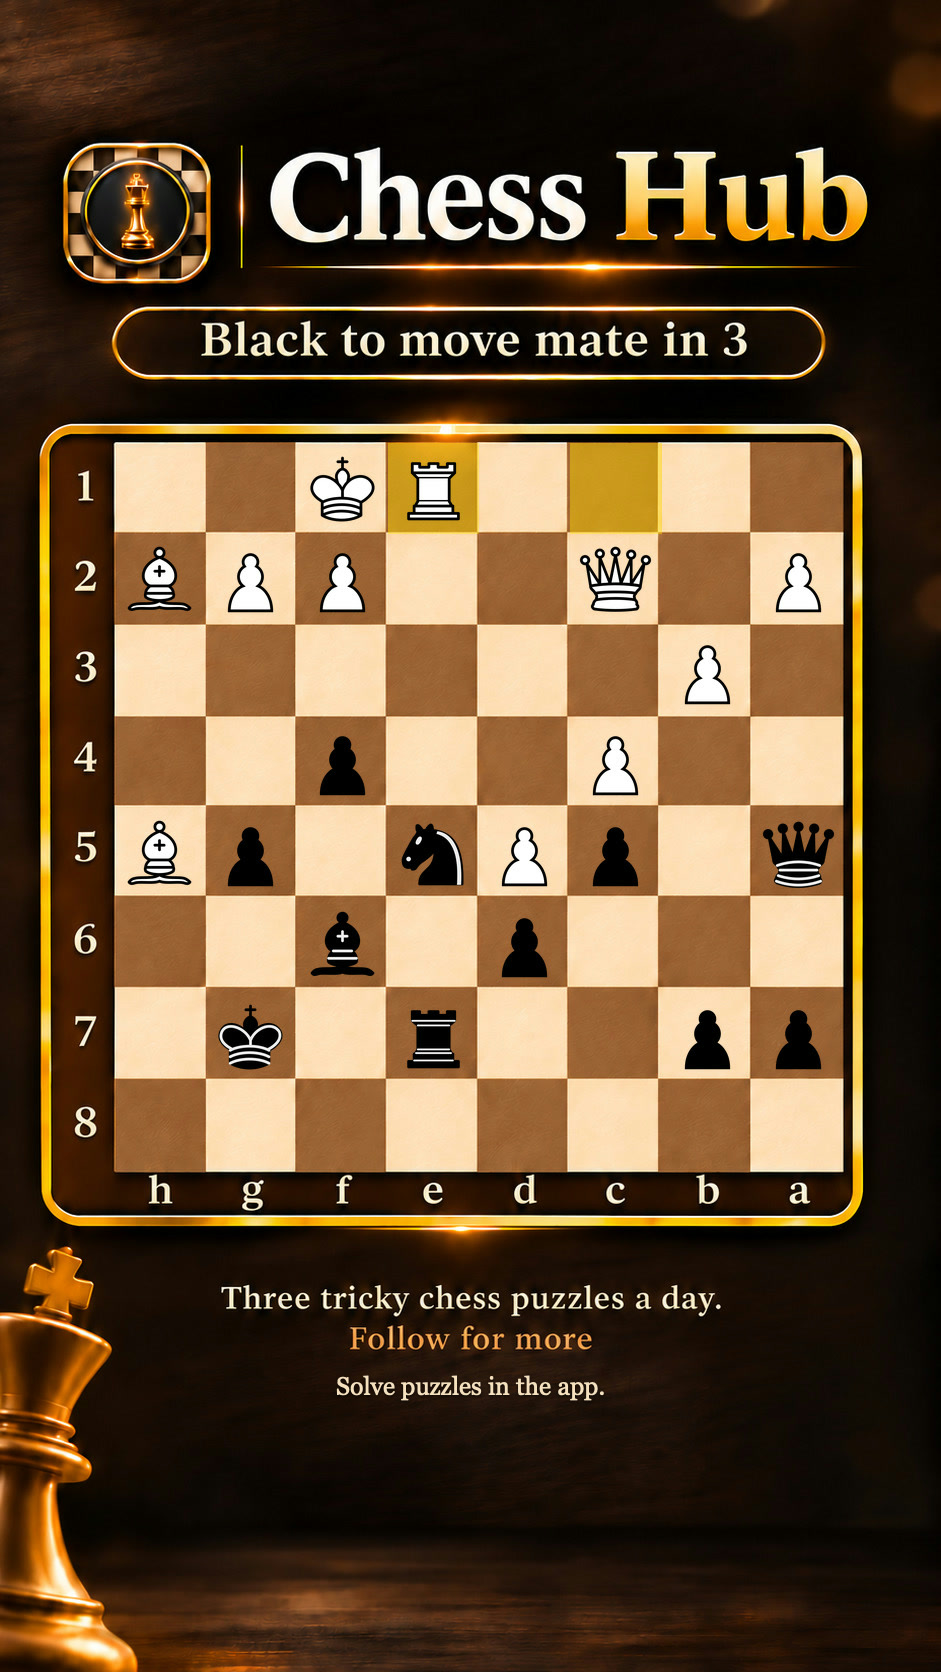 Chess Hub
Black to move mate in 3
1
2
3
4
5
6
7
8
h g f e d c b a
Three tricky chess puzzles a day.
Follow for more
Solve puzzles in the app.